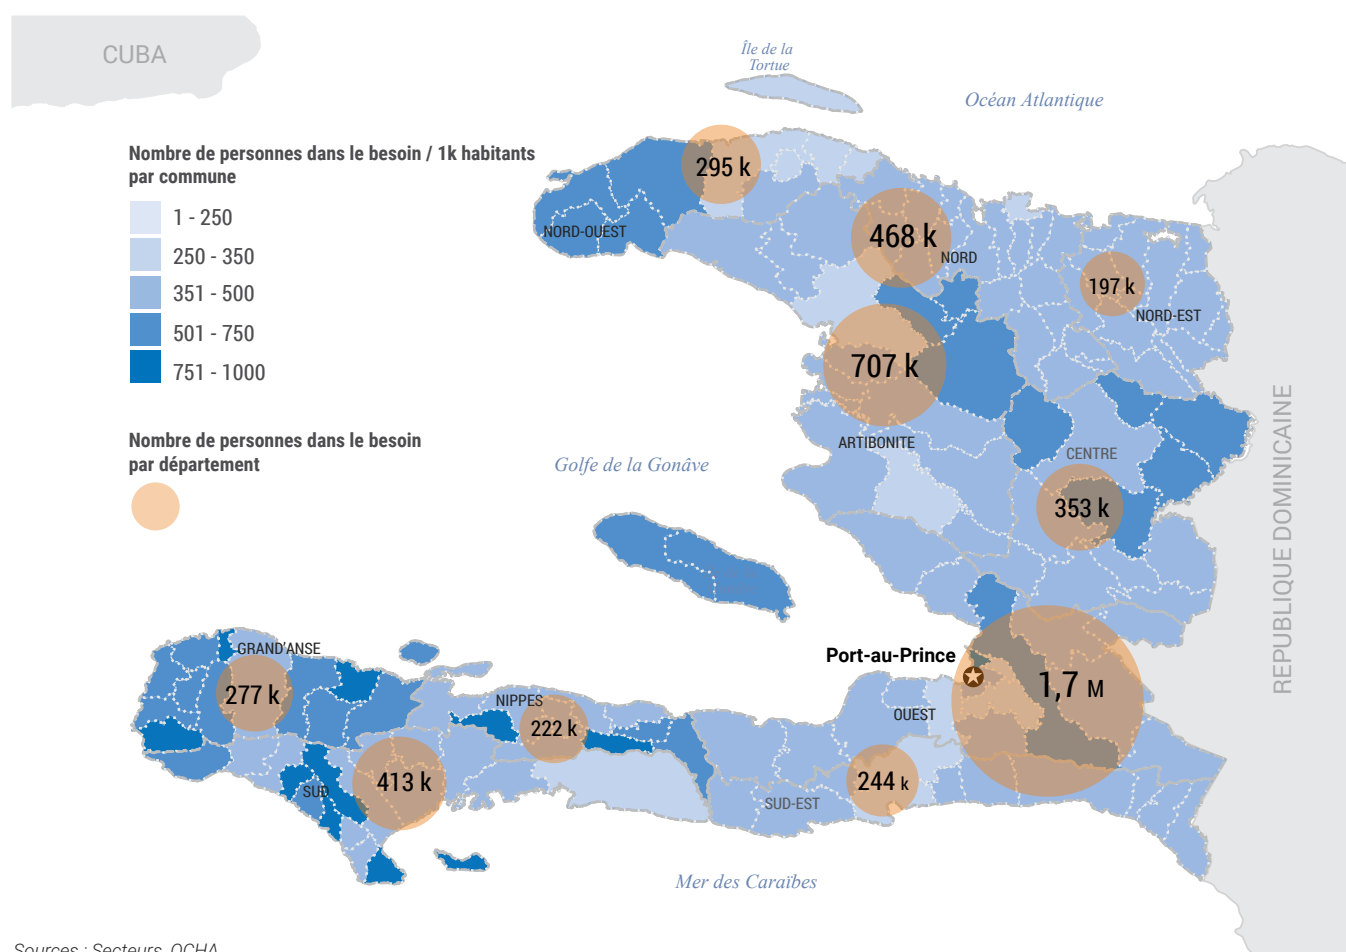 CUBA
Île de la
Tortue
Océan Atlantique
Nombre de personnes dans le besoin / 1k habitants
par commune
1 - 250
250 - 350
351 - 500
501 - 750
751 - 1000
Nombre de personnes dans le besoin
par département
295 k
NORD-OUEST
468 k
NORD
197 k
NORD-EST
707 k
ARTIBONITE
CENTRE
353 k
Golfe de la Gonâve
REPUBLIQUE DOMINICAINE
Port-au-Prince
1,7 M
OUEST
GRAND'ANSE
277 k
NIPPES
222 k
SUD
413 k
244 k
SUD-EST
Mer des Caraïbes
Sources : Secteurs, OCHA